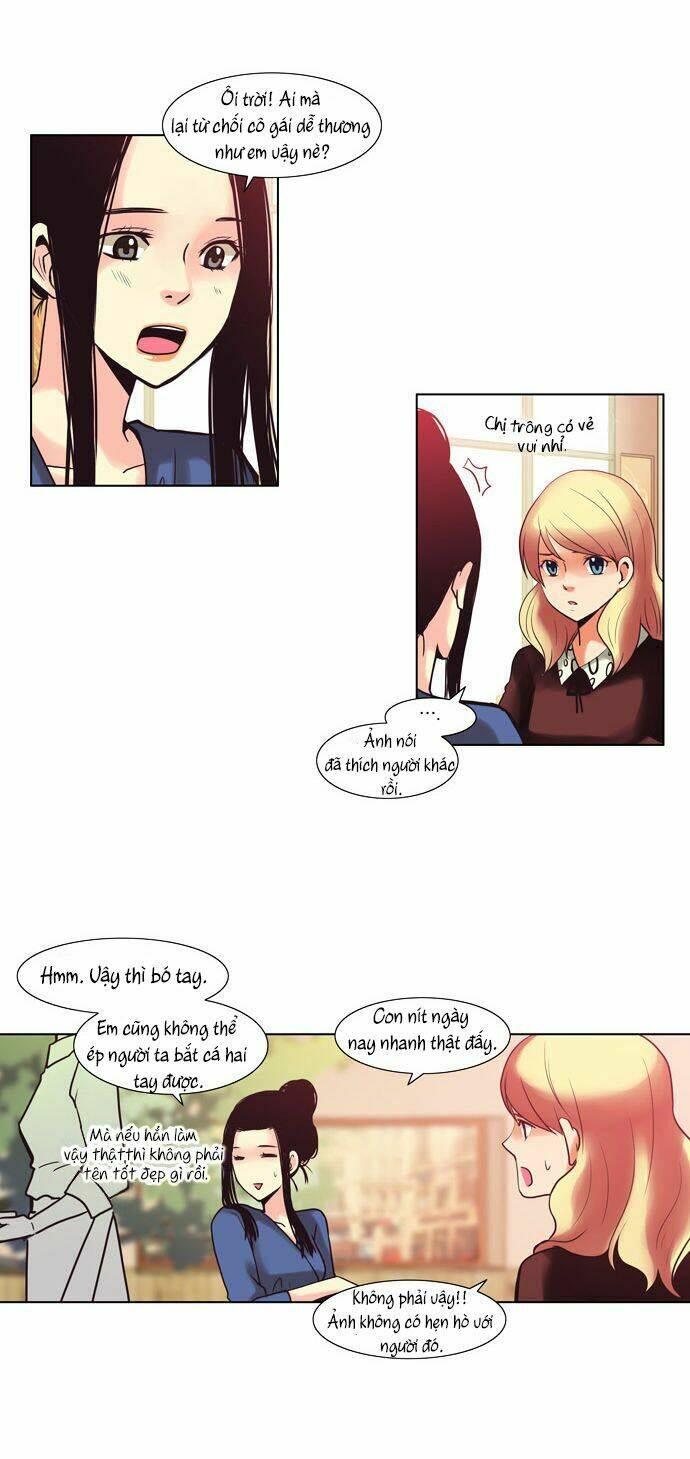 Ôi trời! Ai mà
lại từ chối cô gái dễ thương
như em vậy nè?
Chị trông có vẻ
vui nhỉ.
....
Ảnh nói
đã thích người khác
rồi.
Hmm. Vậy thì bó tay.
Em cũng không thể
ép người ta bắt cá hai
tay được.
Con nít ngày
nay nhanh thật đấy.
Mà nếu hắn làm
vậy thật thì không phải
tên tốt đẹp gì rồi.
Không phải vậy!!
Ảnh không có hẹn hò với
người đó.